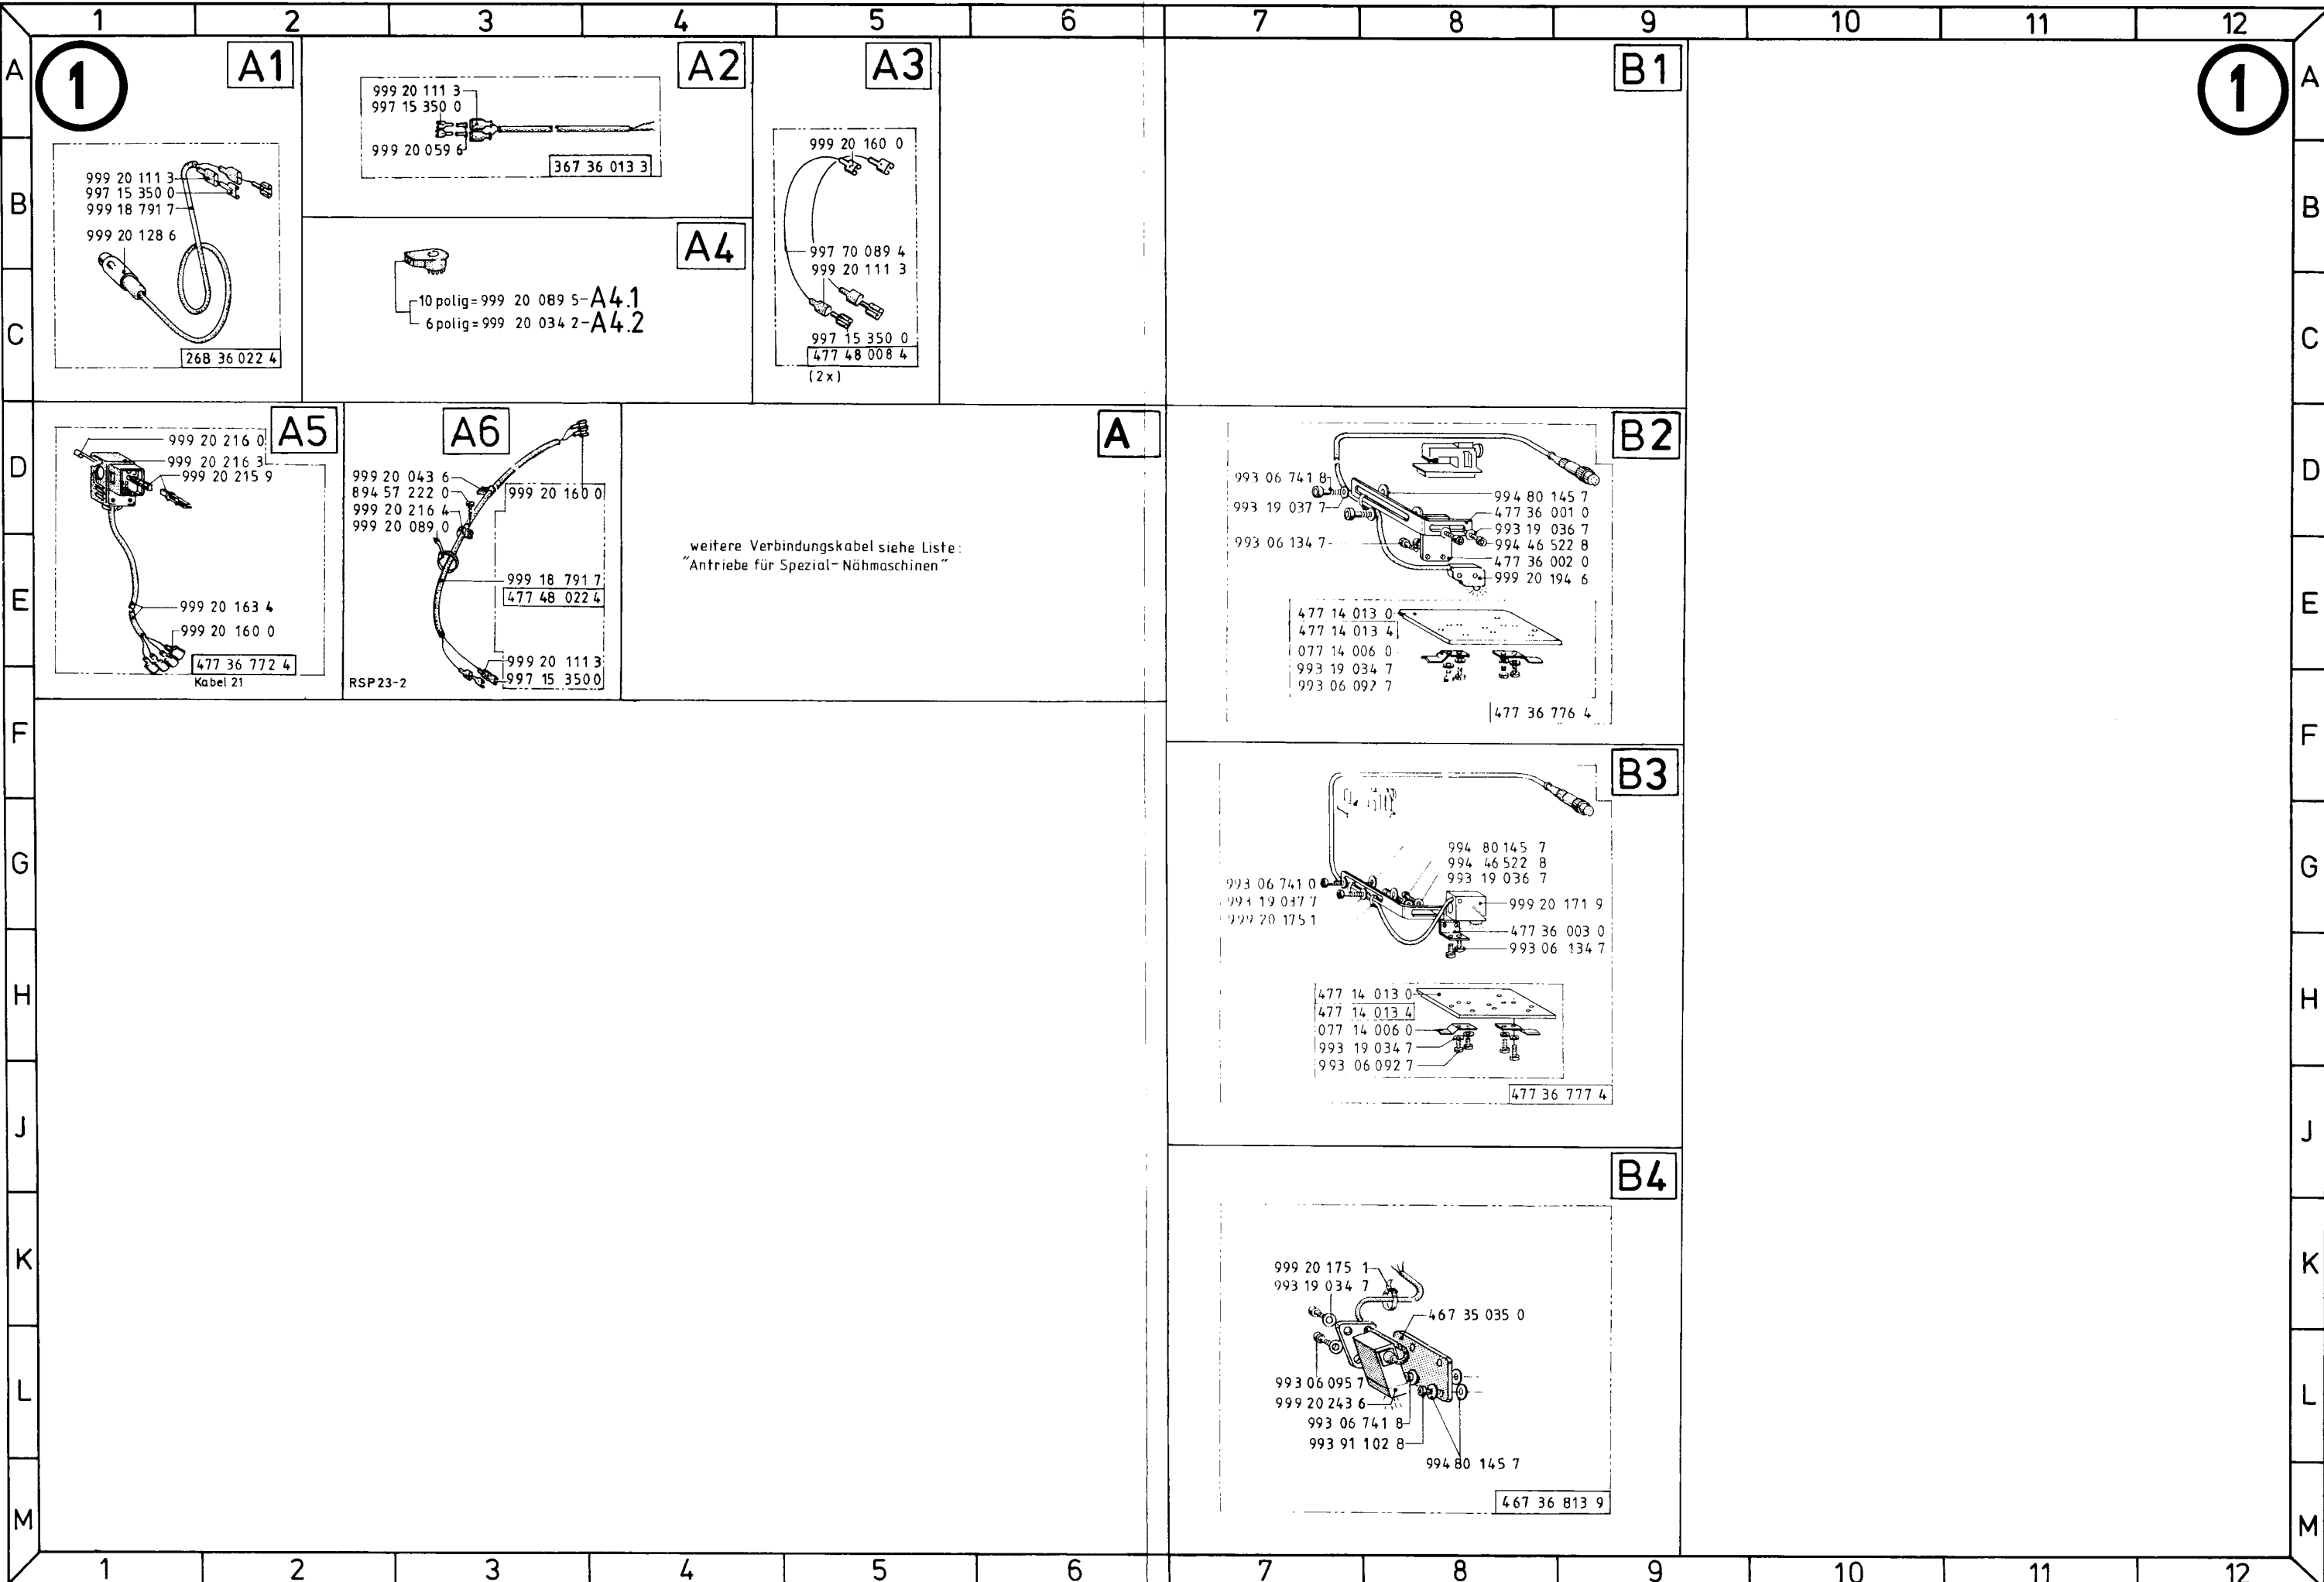 1 2 3 4 5 6 7 8 9 10 11 12
A
B
C
D
E
F
G
H
J
K
L
M
1
A1
999 20 111 3
997 15 350 0
999 18 791 7
999 20 128 6
268 36 022 4
A2
999 20 111 3
997 15 350 0
999 20 059 6
367 36 013 3
A4
10 polig=999 20 089 5-A4.1
6 polig=999 20 034 2-A4.2
A3
999 20 160 0
997 70 089 4
999 20 111 3
997 15 350 0
477 48 008 4
(2x)
A5
999 20 216 0
999 20 216 3
999 20 215 9
999 20 163 4
999 20 160 0
477 36 772 4
Kabel 21
A6
999 20 043 6
894 57 222 0
999 20 216 4
999 20 089 0
999 20 160 0
999 18 791 7
477 48 022 4
999 20 111 3
997 15 350 0
RSP23-2
A
weitere Verbindungskabel siehe Liste:
"Antriebe für Spezial-Nähmaschinen"
B1
B2
993 06 741 8
993 19 037 7
993 06 134 7
994 80 145 7
477 36 001 0
993 19 036 7
994 46 522 8
477 36 002 0
999 20 194 6
477 14 013 0
477 14 013 4
077 14 006 0
993 19 034 7
993 06 092 7
477 36 776 4
B3
994 80 145 7
994 46 522 8
993 19 036 7
993 06 741 0
993 19 037 7
999 20 175 1
999 20 171 9
477 36 003 0
993 06 134 7
477 14 013 0
477 14 013 4
077 14 006 0
993 19 034 7
993 06 092 7
477 36 777 4
B4
999 20 175 1
993 19 034 7
467 35 035 0
993 06 095 7
999 20 243 6
993 06 741 8
993 91 102 8
994 80 145 7
467 36 813 9
1
A
B
C
D
E
F
G
H
J
K
L
M
1 2 3 4 5 6 7 8 9 10 11 12